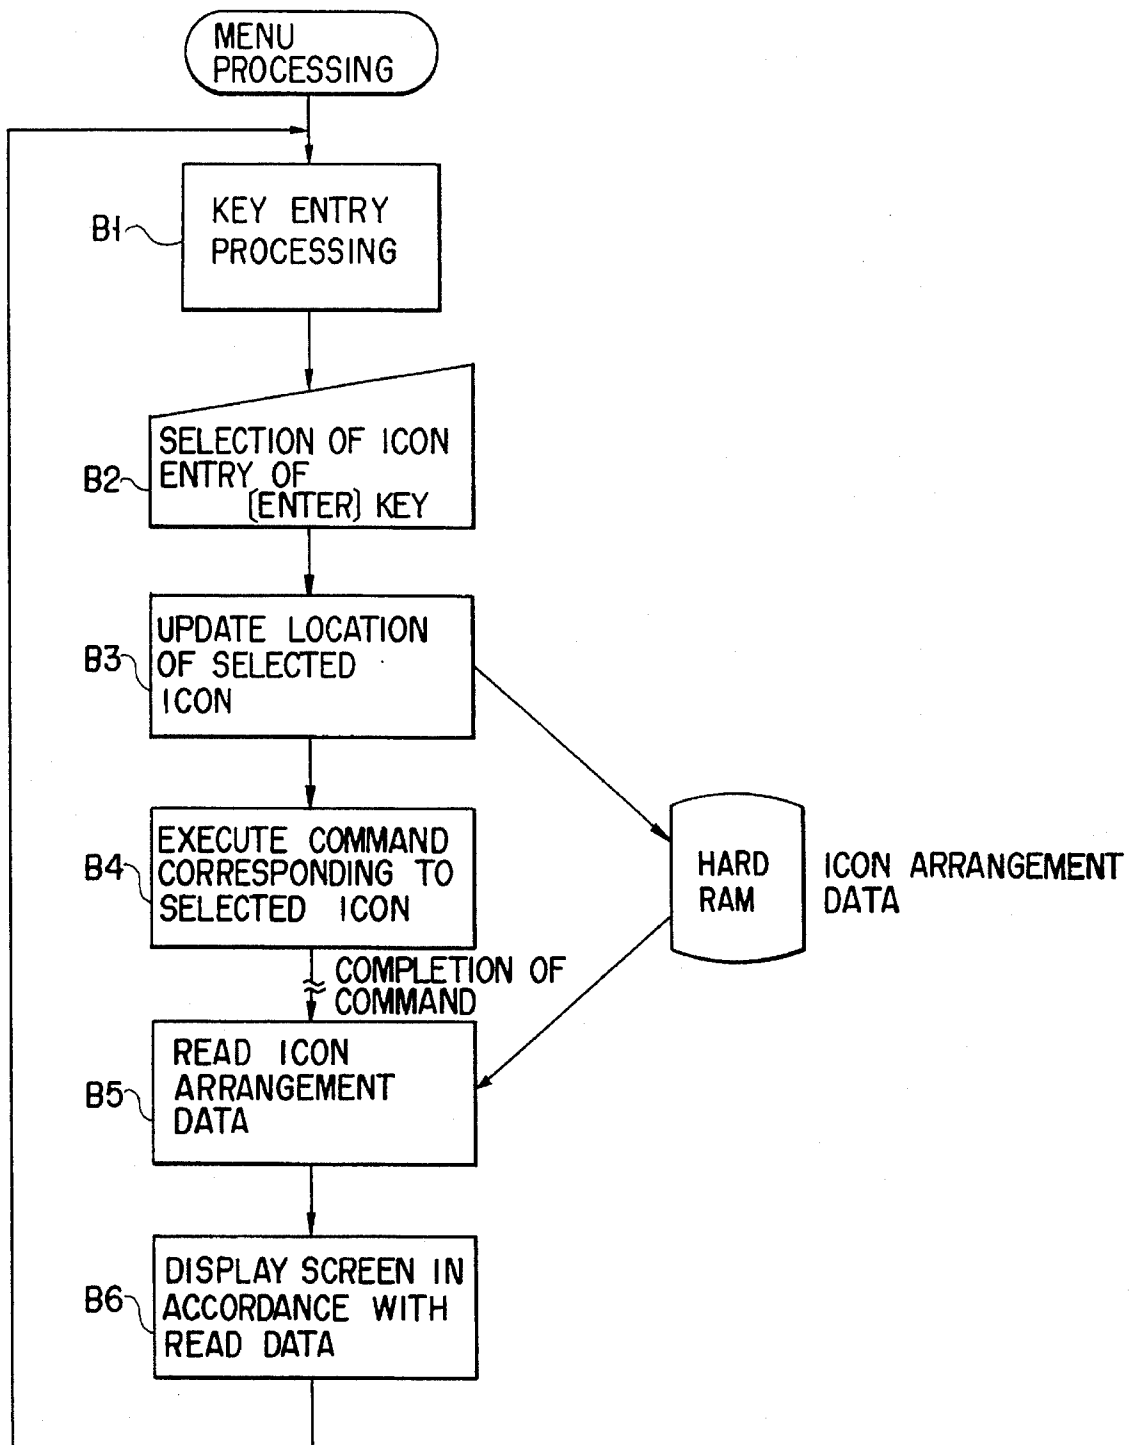 MENU
PROCESSING
B1
KEY ENTRY
PROCESSING
B2
SELECTION OF ICON
ENTRY OF
[ENTER] KEY
B3
UPDATE LOCATION
OF SELECTED
ICON
B4
EXECUTE COMMAND
CORRESPONDING TO
SELECTED ICON
HARD
RAM
ICON ARRANGEMENT
DATA
COMPLETION OF
COMMAND
B5
READ ICON
ARRANGEMENT
DATA
B6
DISPLAY SCREEN IN
ACCORDANCE WITH
READ DATA